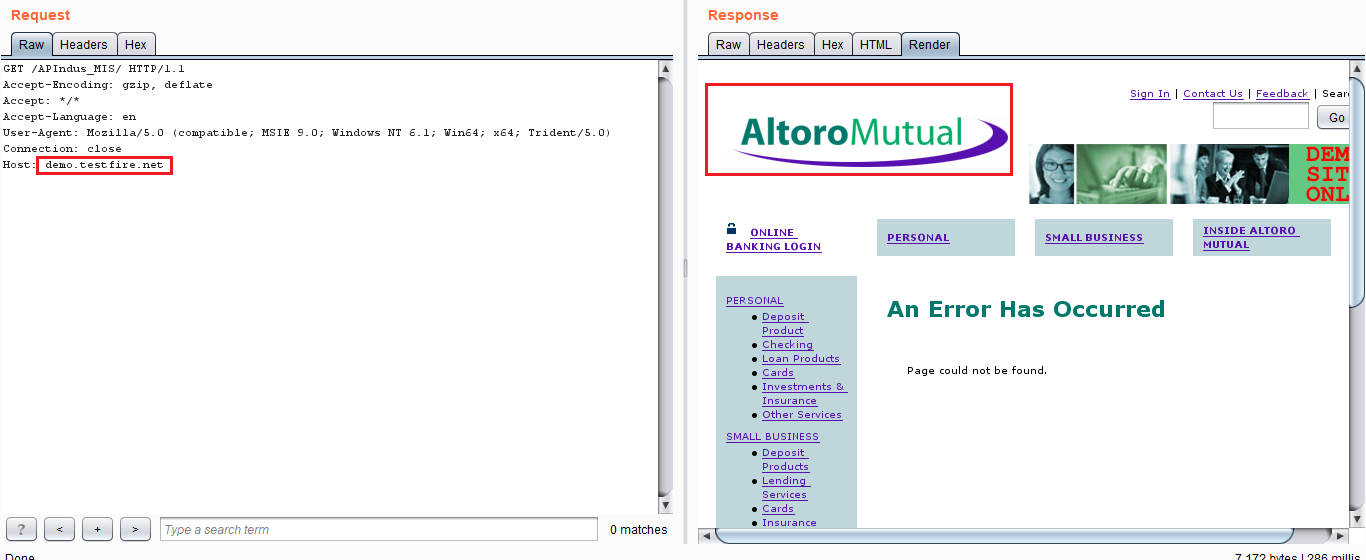 Request
Raw Headers Hex
GET /APIndus_MIS/ HTTP/1.1
Accept-Encoding: gzip, deflate
Accept: */*
Accept-Language: en
User-Agent: Mozilla/5.0 (compatible; MSIE 9.0; Windows NT 6.1; Win64; x64; Trident/5.0)
Connection: close
Host: demo.testfire.net
? < + > Type a search term 0 matches
Done
Response
Raw Headers Hex HTML Render
Sign In | Contact Us | Feedback | Sear
Go
AltoroMutual
DEM
SIT
ONL
ONLINE
BANKING LOGIN
PERSONAL
SMALL BUSINESS
INSIDE ALTORO
MUTUAL
PERSONAL
Deposit
Product
Checking
Loan Products
Cards
Investments &
Insurance
Other Services
SMALL BUSINESS
Deposit
Products
Lending
Services
Cards
Insurance
An Error Has Occurred
Page could not be found.
7,172 bytes | 286 millis